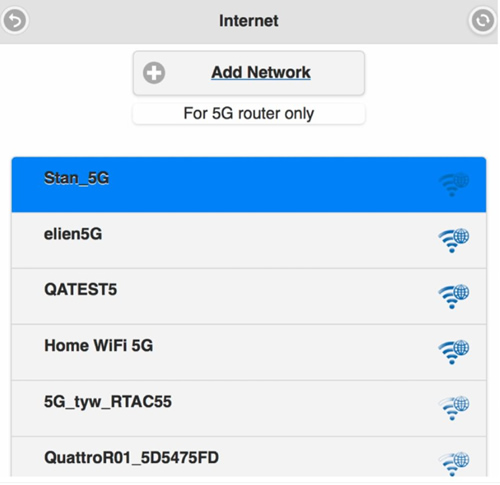 Internet
Add Network
For 5G router only
Stan_5G
elien5G
QATEST5
Home WiFi 5G
5G_tyw_RTAC55
QuattroR01_5D5475FD